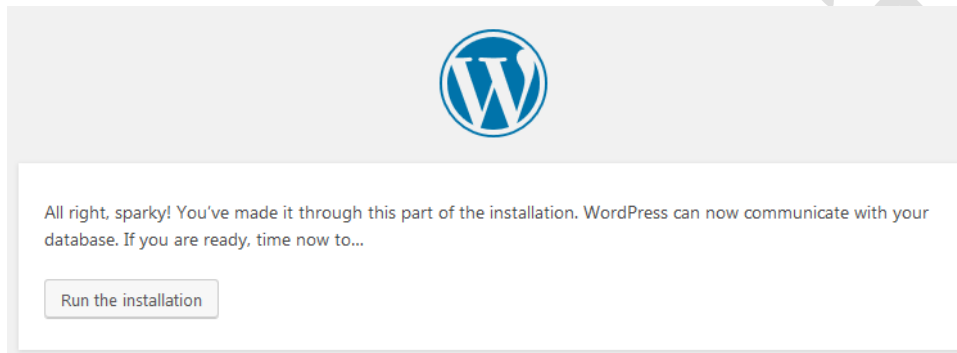 All right, sparky! You've made it through this part of the installation. WordPress can now communicate with your
database. If you are ready, time now to...
Run the installation